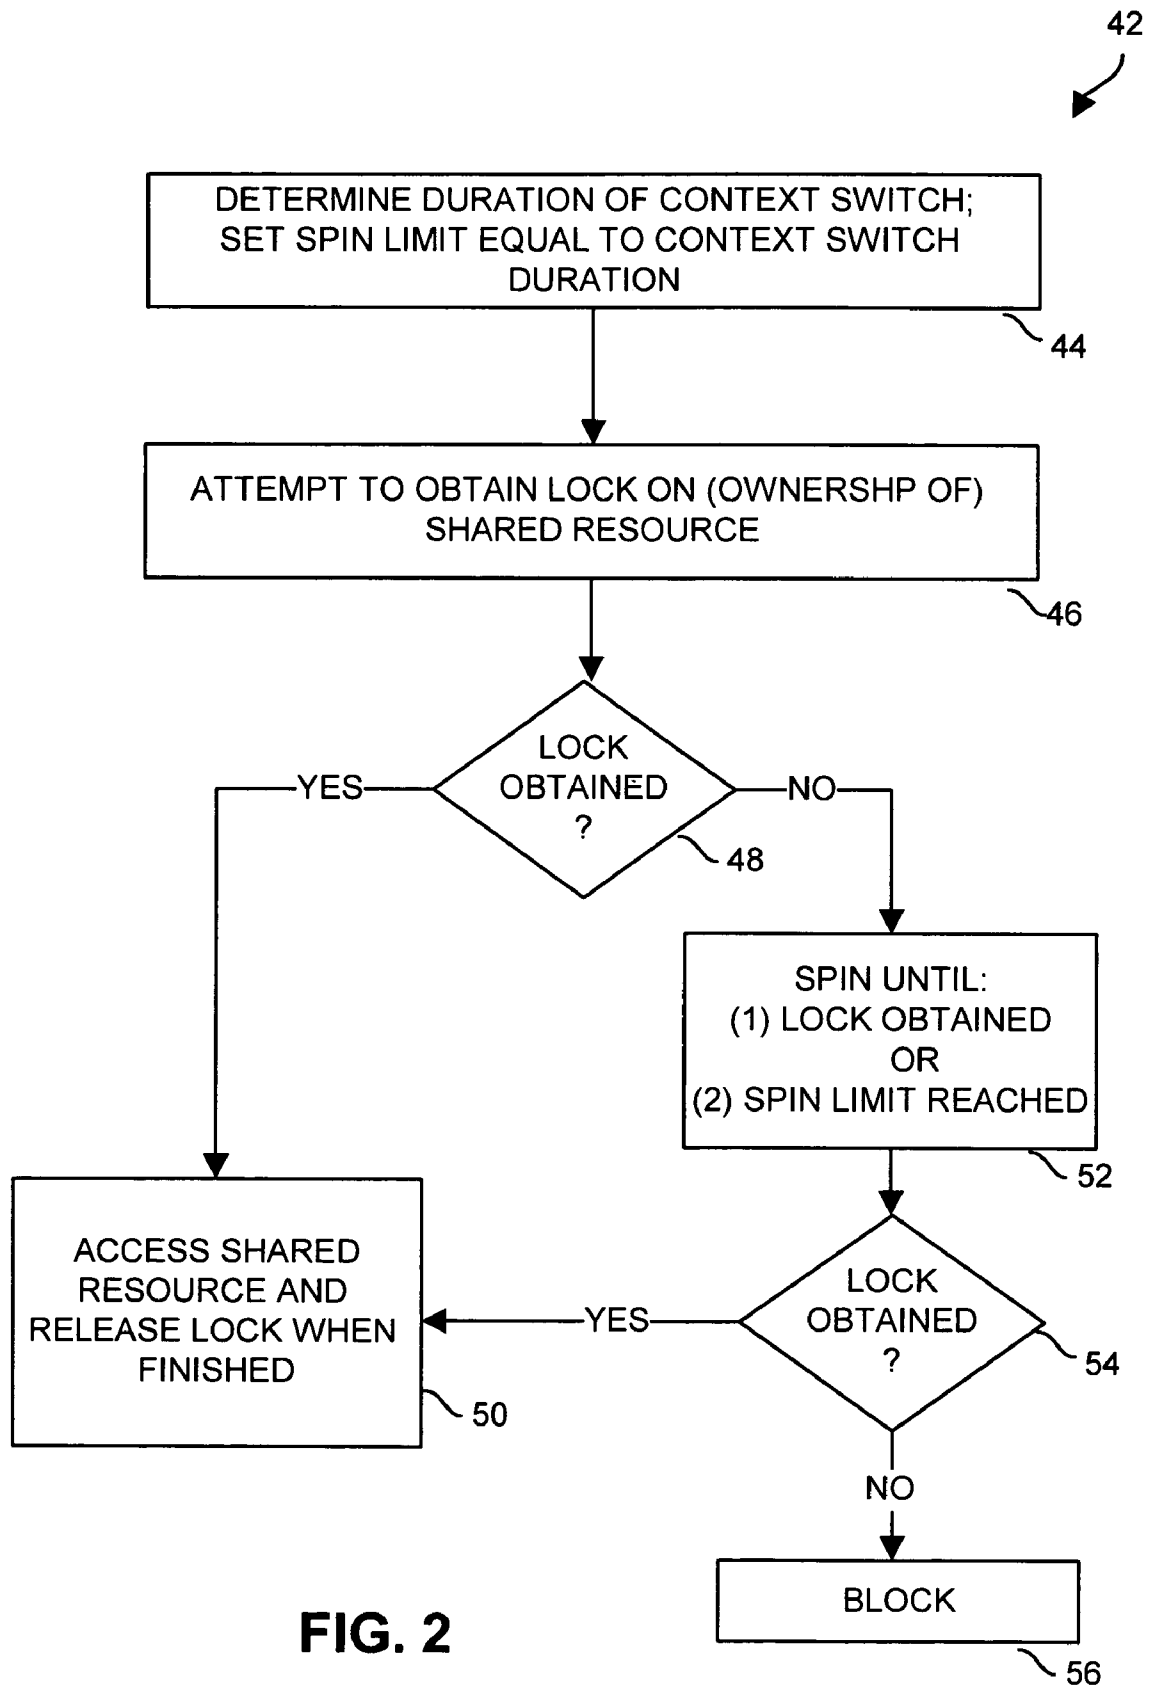 42
DETERMINE DURATION OF CONTEXT SWITCH;
SET SPIN LIMIT EQUAL TO CONTEXT SWITCH
DURATION
44
ATTEMPT TO OBTAIN LOCK ON (OWNERSHP OF)
SHARED RESOURCE
46
LOCK
OBTAINED
?
YES
NO
48
SPIN UNTIL:
(1) LOCK OBTAINED
OR
(2) SPIN LIMIT REACHED
52
ACCESS SHARED
RESOURCE AND
RELEASE LOCK WHEN
FINISHED
50
YES
LOCK
OBTAINED
?
54
NO
BLOCK
56
FIG. 2